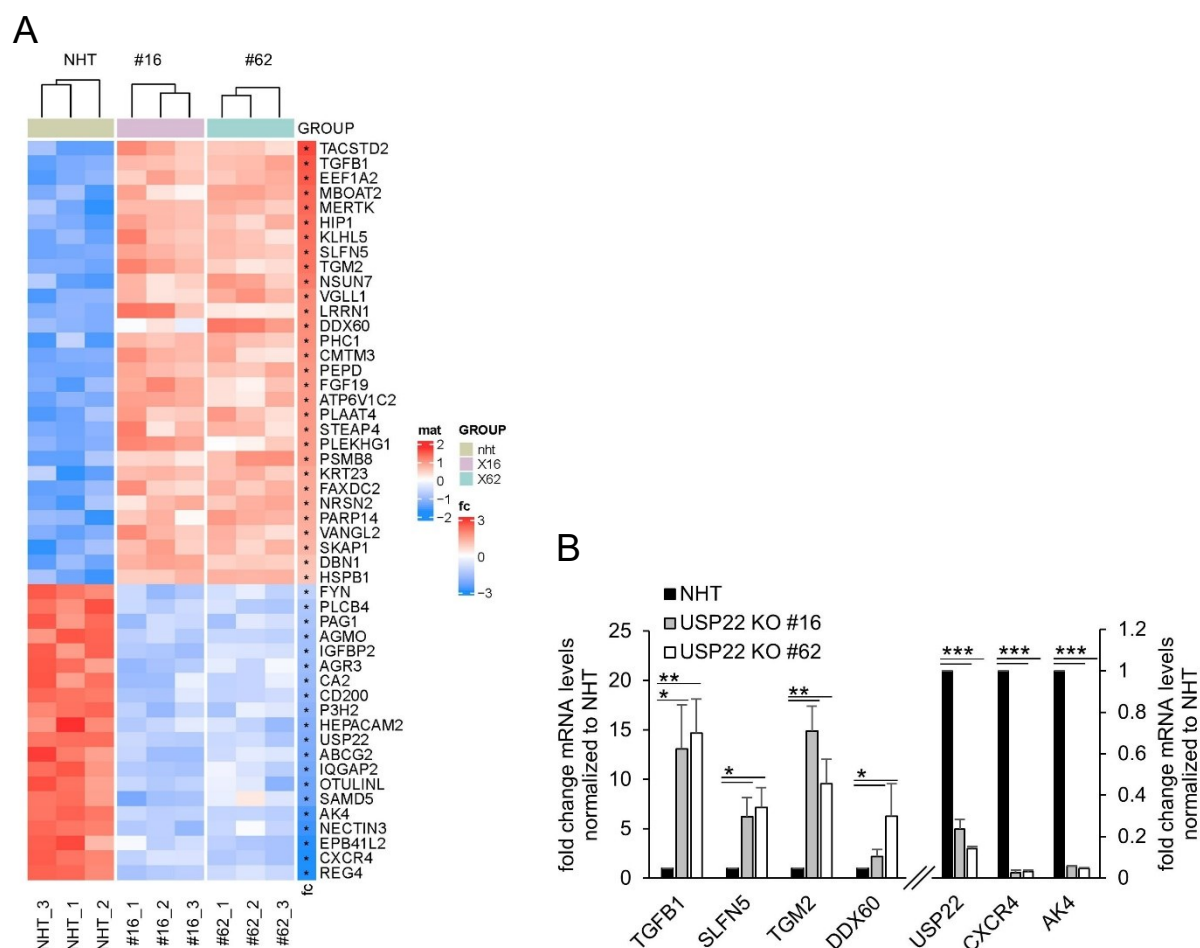 A
NHT #16 #62
GROUP
TACSTD2
TGFB1
EEF1A2
MBOAT2
MERTK
HIP1
KLHL5
SLFN5
TGM2
NSUN7
VGLL1
LRRN1
DDX60
PHC1
CMTM3
PEPD
FGF19
ATP6V1C2
PLAAT4
STEAP4
PLEKHG1
PSMB8
KRT23
FAXDC2
NRSN2
PARP14
VANGL2
SKAP1
DBN1
HSPB1
FYN
PLCB4
PAG1
AGMO
IGFBP2
AGR3
CA2
CD200
P3H2
HEPACAM2
USP22
ABCG2
IQGAP2
OTULINL
SAMD5
AK4
NECTIN3
EPB41L2
CXCR4
REG4
fc
NHT_3 NHT_1 NHT_2 #16_1 #16_2 #16_3 #62_1 #62_2 #62_3
mat
2
1
0
−1
−2
GROUP
nht
X16
X62
fc
3
0
−3
B
NHT
USP22 KO #16
USP22 KO #62
fold change mRNA levels
normalized to NHT
25
20
15
10
5
0
** * * ** * *** *** ***
1.2
1
0.8
0.6
0.4
0.2
0
fold change mRNA levels
normalized to NHT
TGFB1 SLFN5 TGM2 DDX60 USP22 CXCR4 AK4